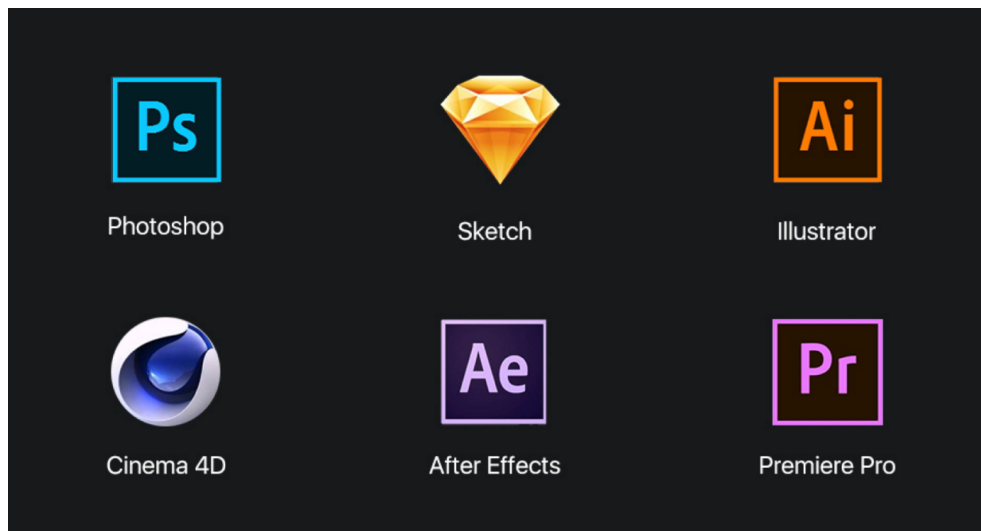 Ps
Ai
Photoshop
Sketch
Illustrator
Ae
Pr
Cinema 4D
After Effects
Premiere Pro